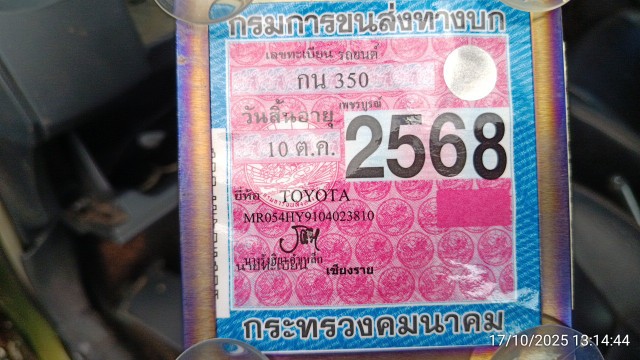 กรมการขนส่งทางบก
เลขทะเบียน รถยนต์
กน 350
เพชรบูรณ์
วันสิ้นอายุ
10 ต.ค. 2568
ยี่ห้อ TOYOTA
MR054HY9104023810
นายทะเบียน
เชียงราย
กระทรวงคมนาคม
17/10/2025 13:14:44